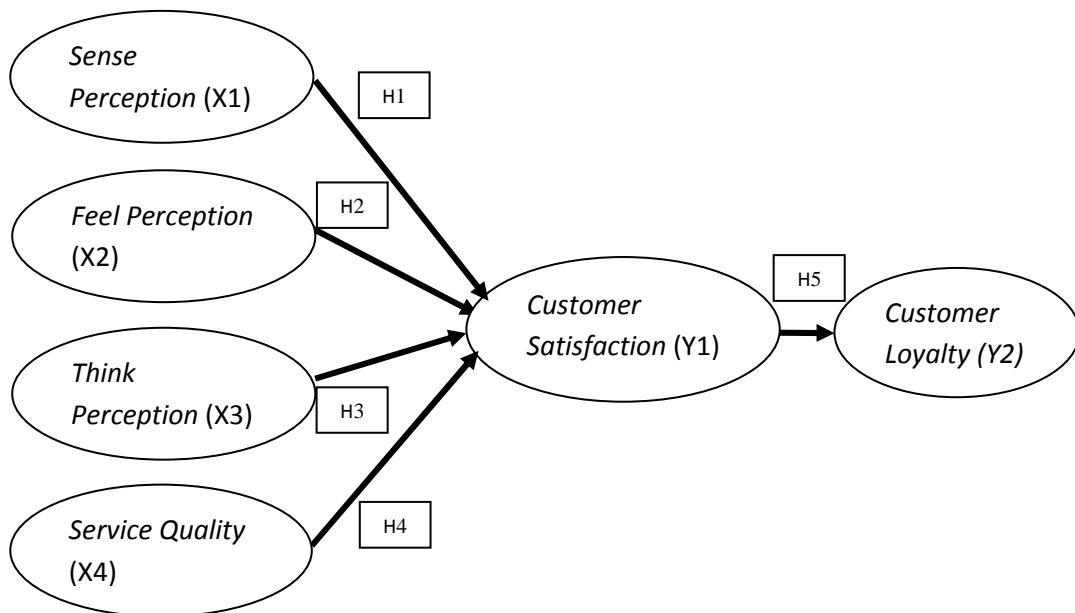 Sense
Perception (X1)
H1
Feel Perception
(X2)
H2
Think
Perception (X3)
H3
Service Quality
(X4)
H4
Customer
Satisfaction (Y1)
H5
Customer
Loyalty (Y2)